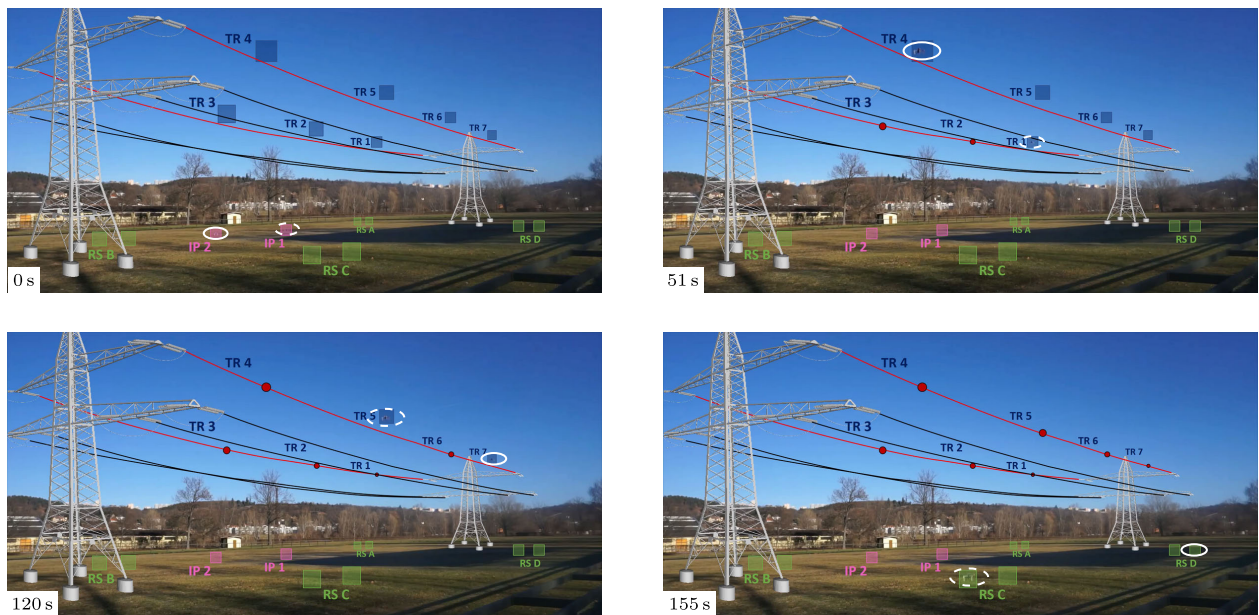 TR 4
TR 5
TR 3
TR 6
TR 2
TR 7
TR 1
RS A
RS D
IP 2
IP 1
RS B
RS C
0 s
TR 4
TR 5
TR 3
TR 6
TR 2
TR 7
TR 1
RS A
RS D
IP 2
IP 1
RS B
RS C
51 s
TR 4
TR 5
TR 3
TR 6
TR 2
TR 7
TR 1
RS A
RS D
IP 2
IP 1
RS B
RS C
120 s
TR 4
TR 5
TR 3
TR 6
TR 2
TR 7
TR 1
RS A
RS D
IP 2
IP 1
RS B
RS C
155 s